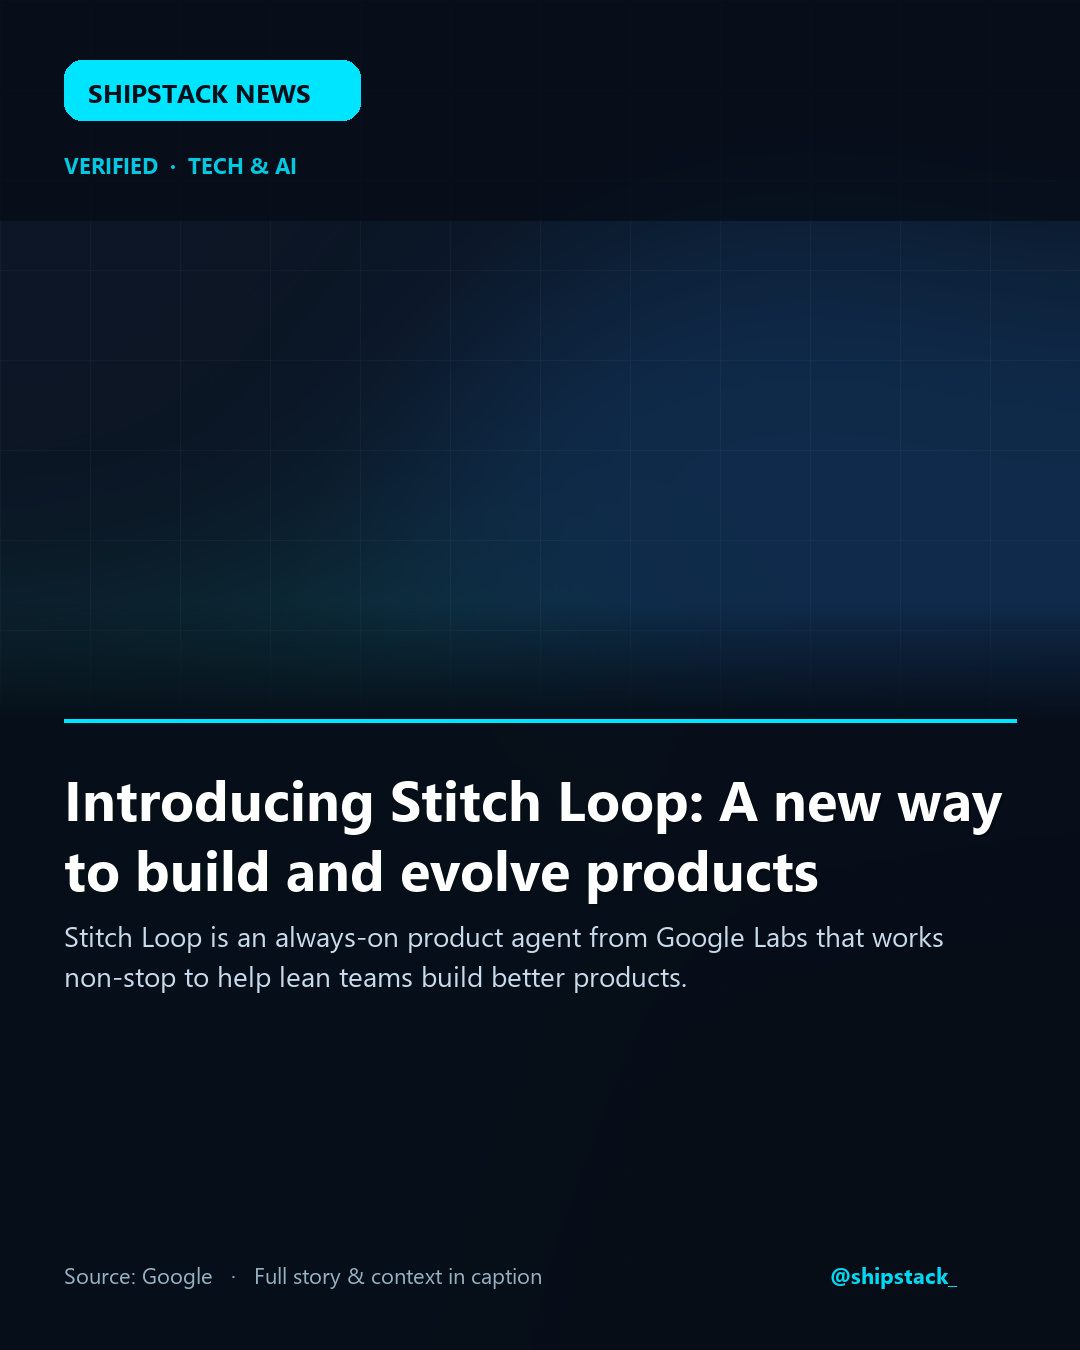 SHIPSTACK NEWS
VERIFIED · TECH & AI
Introducing Stitch Loop: A new way
to build and evolve products
Stitch Loop is an always-on product agent from Google Labs that works
non-stop to help lean teams build better products.
Source: Google · Full story & context in caption
@shipstack_